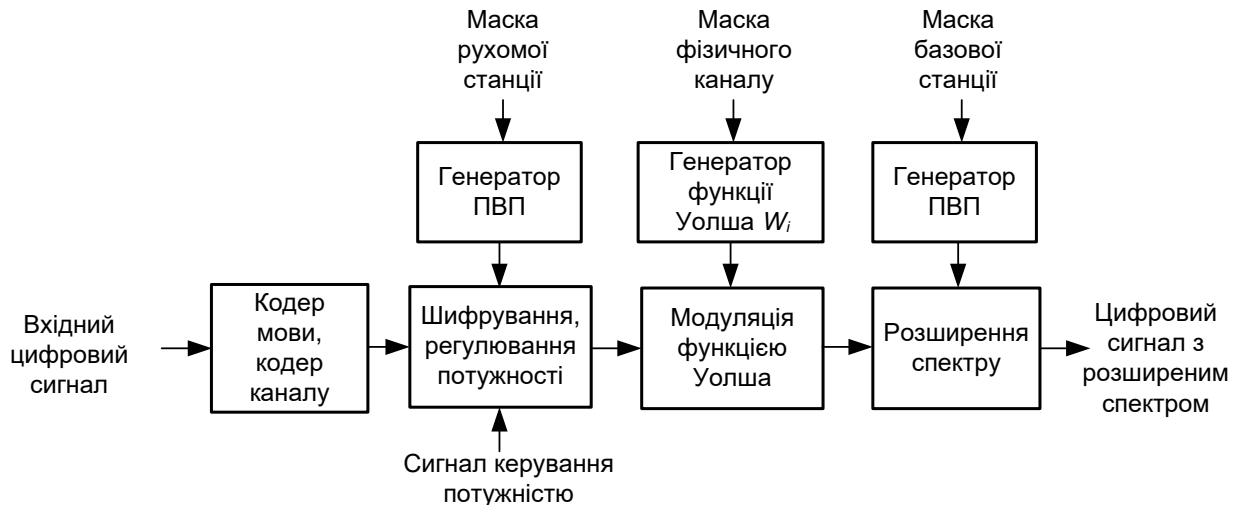 Маска
рухомої
станції
Маска
фізичного
каналу
Маска
базової
станції
Генератор
ПВП
Генератор
функції
Уолша Wi
Генератор
ПВП
Вхідний
цифровий
сигнал
Кодер
мови,
кодер
каналу
Шифрування,
регулювання
потужності
Модуляція
функцією
Уолша
Розширення
спектру
Цифровий
сигнал з
розширеним
спектром
Сигнал керування
потужністю